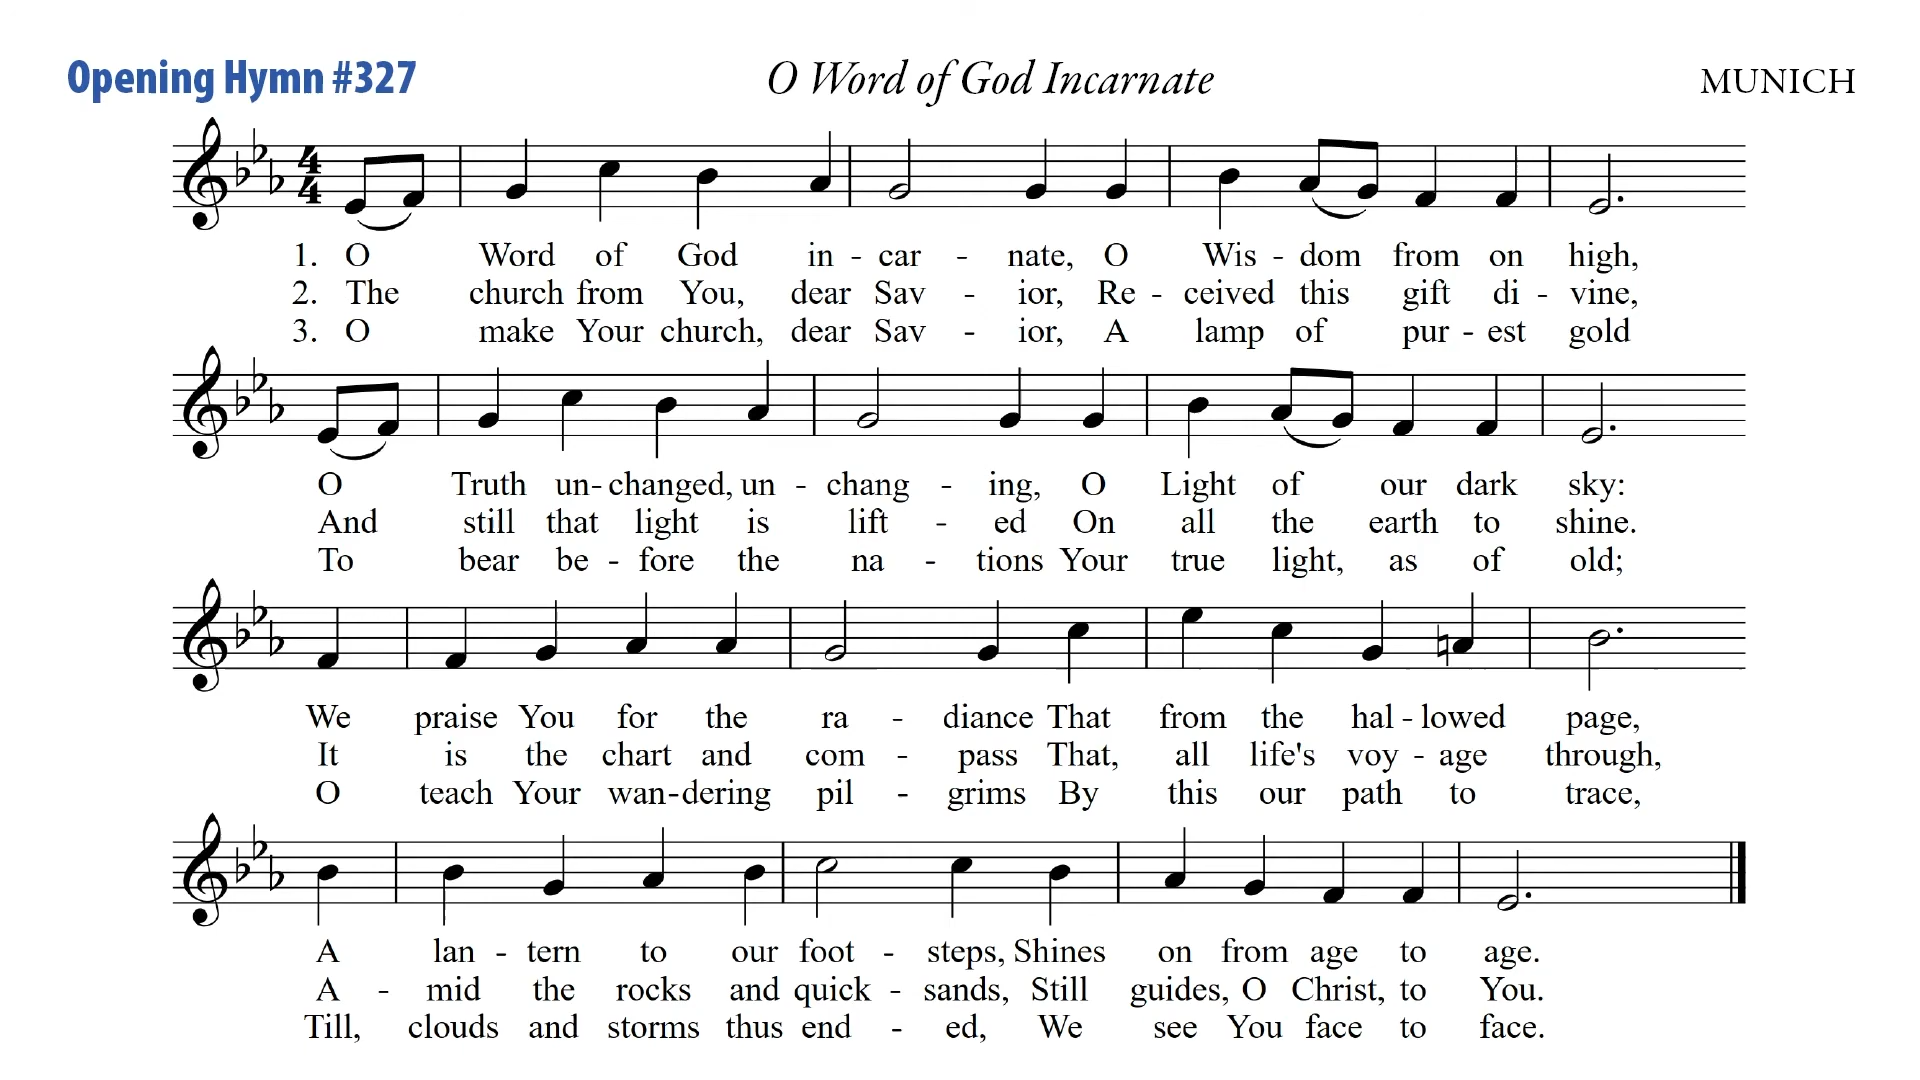 Opening Hymn #327
O Word of God Incarnate
MUNICH
4
4
1. O Word of God in - car - nate, O Wis - dom from on high,
2. The church from You, dear Sav - ior, Re - ceived this gift di - vine,
3. O make Your church, dear Sav - ior, A lamp of pur - est gold
O Truth un - changed, un - chang - ing, O Light of our dark sky:
And still that light is lift - ed On all the earth to shine.
To bear be - fore the na - tions Your true light, as of old;
We praise You for the ra - diance That from the hal - lowed page,
It is the chart and com - pass That, all life's voy - age through,
O teach Your wan - dering pil - grims By this our path to trace,
A lan - tern to our foot - steps, Shines on from age to age.
A - mid the rocks and quick - sands, Still guides, O Christ, to You.
Till, clouds and storms thus end - ed, We see You face to face.